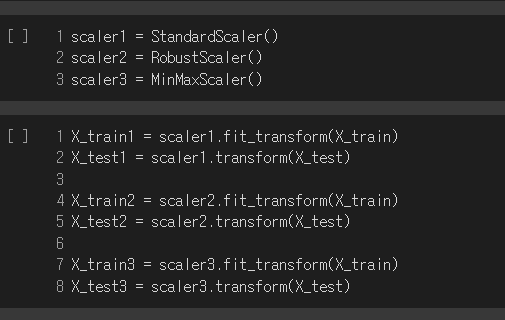 [ ] 1 scaler1 = StandardScaler()
2 scaler2 = RobustScaler()
3 scaler3 = MinMaxScaler()
[ ] 1 X_train1 = scaler1.fit_transform(X_train)
2 X_test1 = scaler1.transform(X_test)
3
4 X_train2 = scaler2.fit_transform(X_train)
5 X_test2 = scaler2.transform(X_test)
6
7 X_train3 = scaler3.fit_transform(X_train)
8 X_test3 = scaler3.transform(X_test)